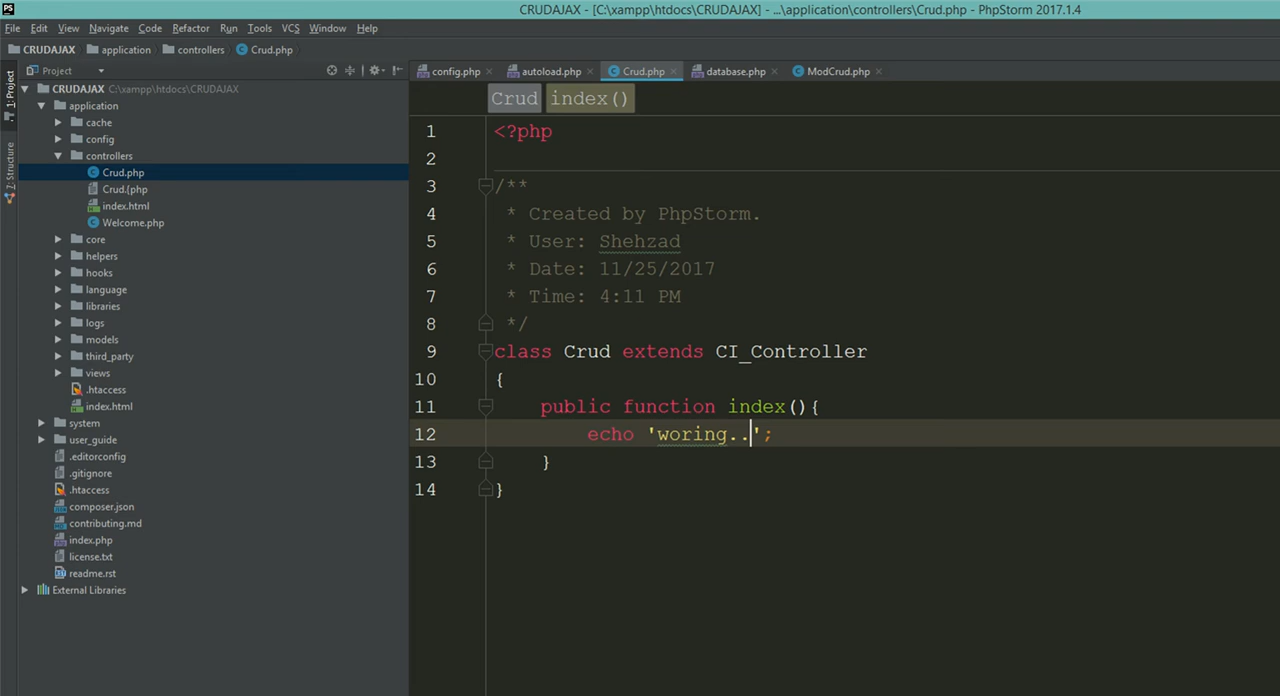 PS
CRUDAJAX - [C:\xampp\htdocs\CRUDAJAX] - ...\application\controllers\Crud.php - PhpStorm 2017.1.4
File Edit View Navigate Code Refactor Run Tools VCS Window Help
CRUDAJAX application controllers Crud.php
1: Project
7: Structure
Project
config.php autoload.php Crud.php database.php ModCrud.php
CRUDAJAX C:\xampp\htdocs\CRUDAJAX
application
cache
config
controllers
Crud.php
Crud.{php
index.html
Welcome.php
core
helpers
hooks
language
libraries
logs
models
third_party
views
.htaccess
index.html
system
user_guide
.editorconfig
.gitignore
.htaccess
composer.json
contributing.md
index.php
license.txt
readme.rst
External Libraries
Crud index()
1 <?php
2
3 /**
4 * Created by PhpStorm.
5 * User: Shehzad
6 * Date: 11/25/2017
7 * Time: 4:11 PM
8 */
9 class Crud extends CI_Controller
10 {
11 public function index(){
12 echo 'woring..';
13 }
14 }